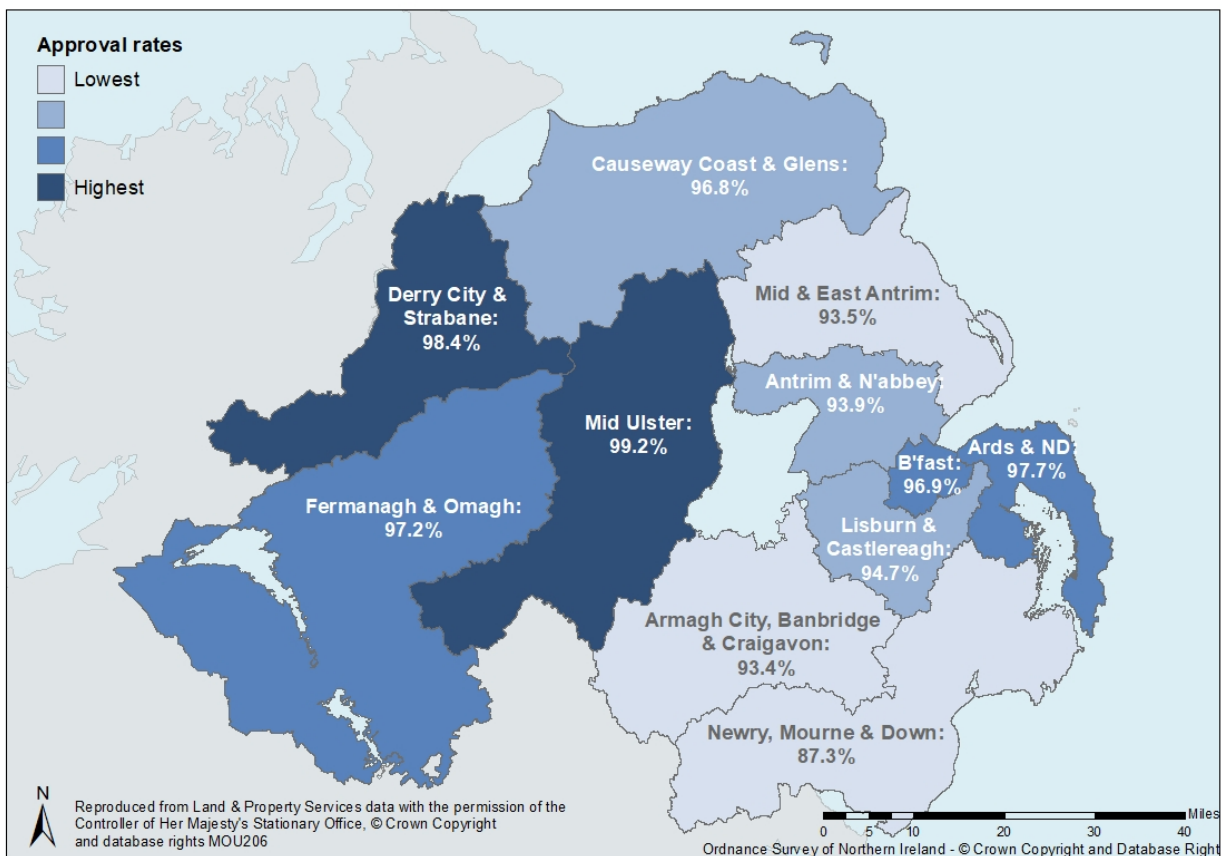 Approval rates
Lowest
Highest
Causeway Coast & Glens:
96.8%
Derry City &
Strabane:
98.4%
Mid & East Antrim:
93.5%
Antrim & N'abbey:
93.9%
Mid Ulster:
99.2%
Ards & ND:
97.7%
B'fast:
96.9%
Fermanagh & Omagh:
97.2%
Lisburn &
Castlereagh:
94.7%
Armagh City, Banbridge
& Craigavon:
93.4%
Newry, Mourne & Down:
87.3%
N
Reproduced from Land & Property Services data with the permission of the
Controller of Her Majesty's Stationary Office, © Crown Copyright
and database rights MOU206
Miles
0 5 10 20 30 40
Ordnance Survey of Northern Ireland - © Crown Copyright and Database Right